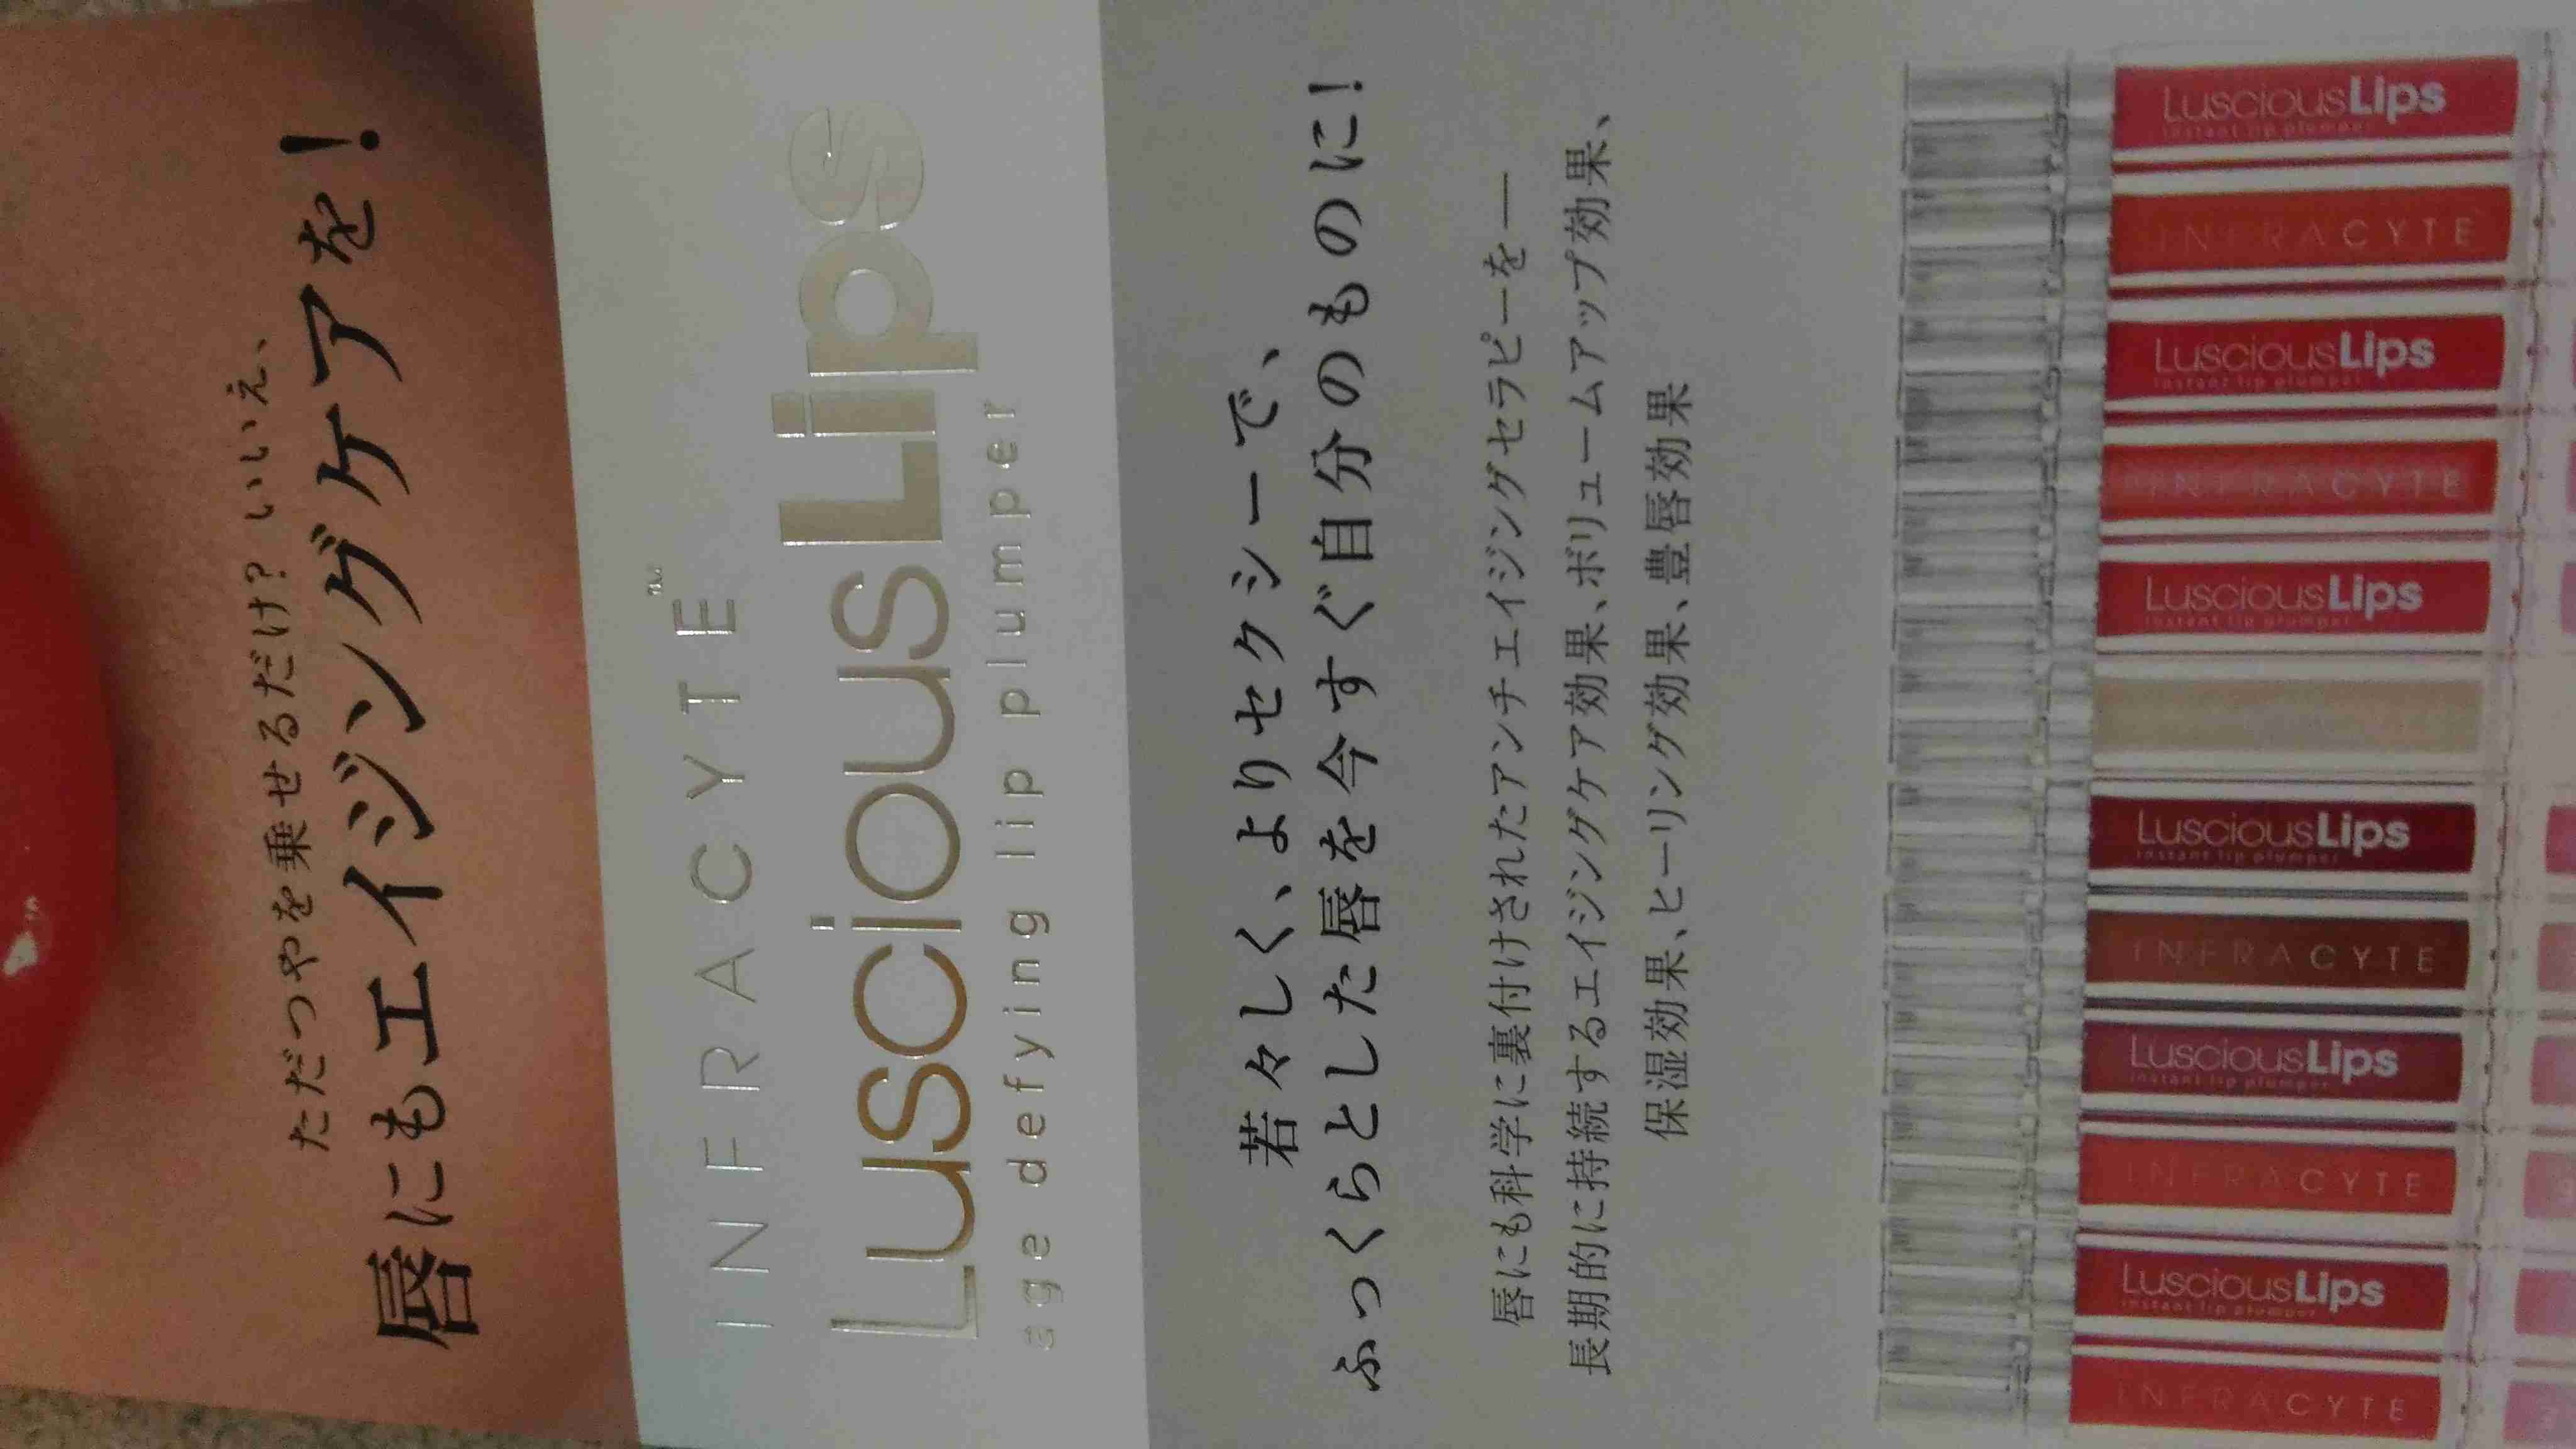 ただつやを乗せるだけ? いいえ、
唇にもエイジングケアを!
INFRACYTE™
LusciousLips
age defying lip plumper
若々しく、よりセクシーで、
ふっくらとした唇を今すぐ自分のものに!
唇にも科学に裏付けされたアンチエイジングセラピーを―
長期的に持続するエイジングケア効果、ボリュームアップ効果、
保湿効果、ヒーリング効果、豊唇効果
INFRACYTE
LusciousLips
instant lip plumper
INFRACYTE
LusciousLips
instant lip plumper
INFRACYTE
LusciousLips
instant lip plumper
LusciousLips
instant lip plumper
INFRACYTE
LusciousLips
instant lip plumper
INFRACYTE
LusciousLips
instant lip plumper